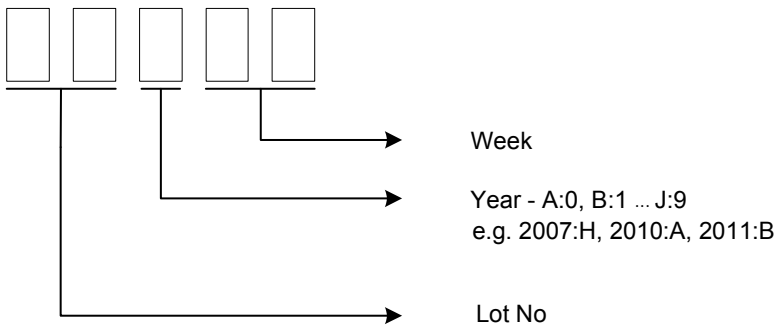 Week
Year - A:0, B:1 ... J:9
e.g. 2007:H, 2010:A, 2011:B
Lot No